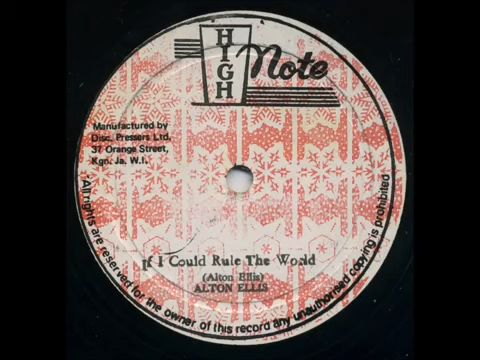 HIGH
Note
Manufactured by
Disc. Pressers Ltd,
37 Orange Street,
Kgn. Ja. W.I.
If I Could Rule The World
(Alton Ellis)
ALTON ELLIS
All rights are reserved for the owner of this record any unauthorised copying is prohibited